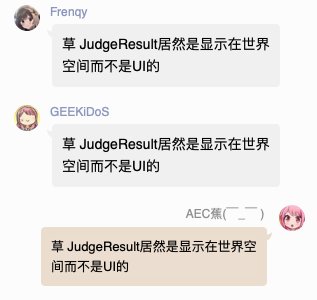 Frenqy
草 JudgeResult居然是显示在世界
空间而不是UI的
GEEKiDoS
草 JudgeResult居然是显示在世界
空间而不是UI的
AEC蕉(￣_￣ )
草 JudgeResult居然是显示在世界
空间而不是UI的